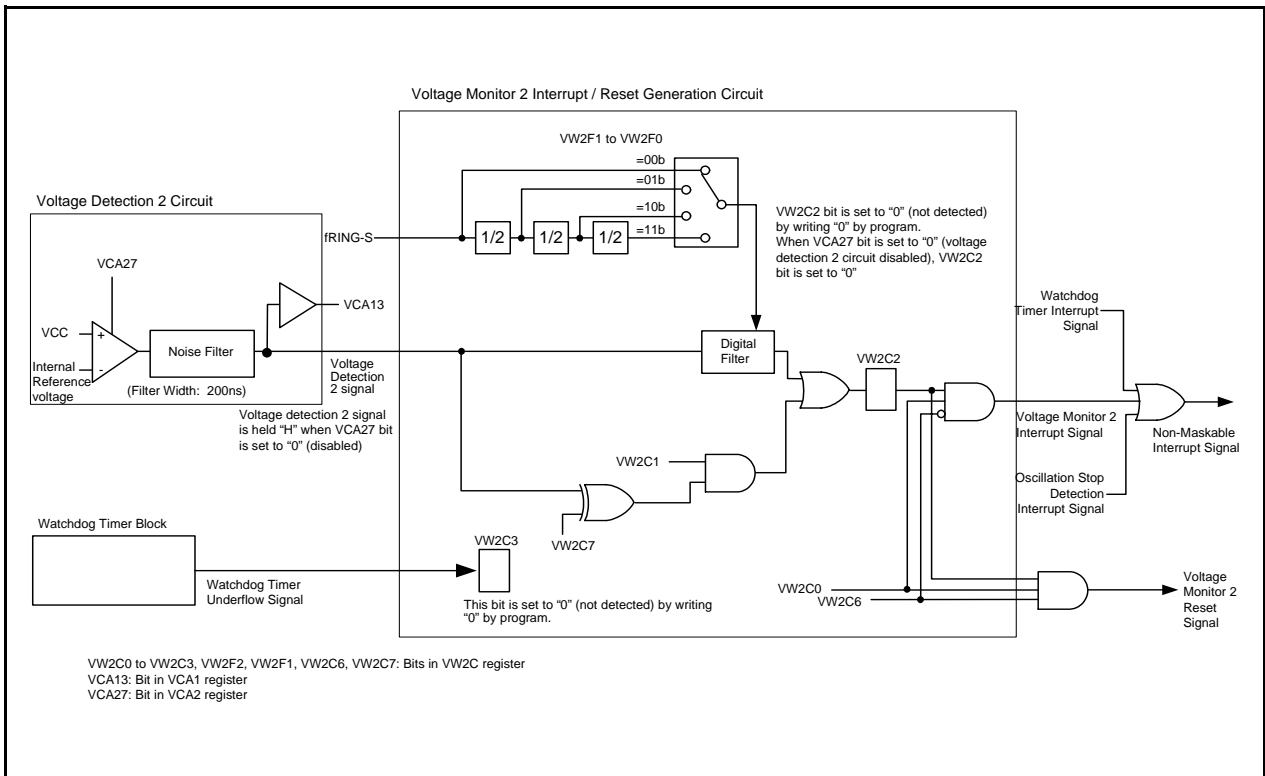 Voltage Monitor 2 Interrupt / Reset Generation Circuit
VW2F1 to VW2F0
=00b
=01b
=10b
=11b
Voltage Detection 2 Circuit
fRING-S
1/2
1/2
1/2
VW2C2 bit is set to “0” (not detected)
by writing “0” by program.
When VCA27 bit is set to “0” (voltage
detection 2 circuit disabled), VW2C2
bit is set to “0”
VCA27
VCA13
VCC
+
-
Internal
Reference
voltage
Noise Filter
(Filter Width: 200ns)
Voltage
Detection
2 signal
Voltage detection 2 signal
is held “H” when VCA27 bit
is set to “0” (disabled)
Digital
Filter
VW2C2
Watchdog
Timer Interrupt
Signal
Voltage Monitor 2
Interrupt Signal
Non-Maskable
Interrupt Signal
Oscillation Stop
Detection
Interrupt Signal
VW2C1
VW2C7
Watchdog Timer Block
Watchdog Timer
Underflow Signal
VW2C3
This bit is set to “0” (not detected) by writing
“0” by program.
VW2C0
VW2C6
Voltage
Monitor 2
Reset
Signal
VW2C0 to VW2C3, VW2F2, VW2F1, VW2C6, VW2C7: Bits in VW2C register
VCA13: Bit in VCA1 register
VCA27: Bit in VCA2 register